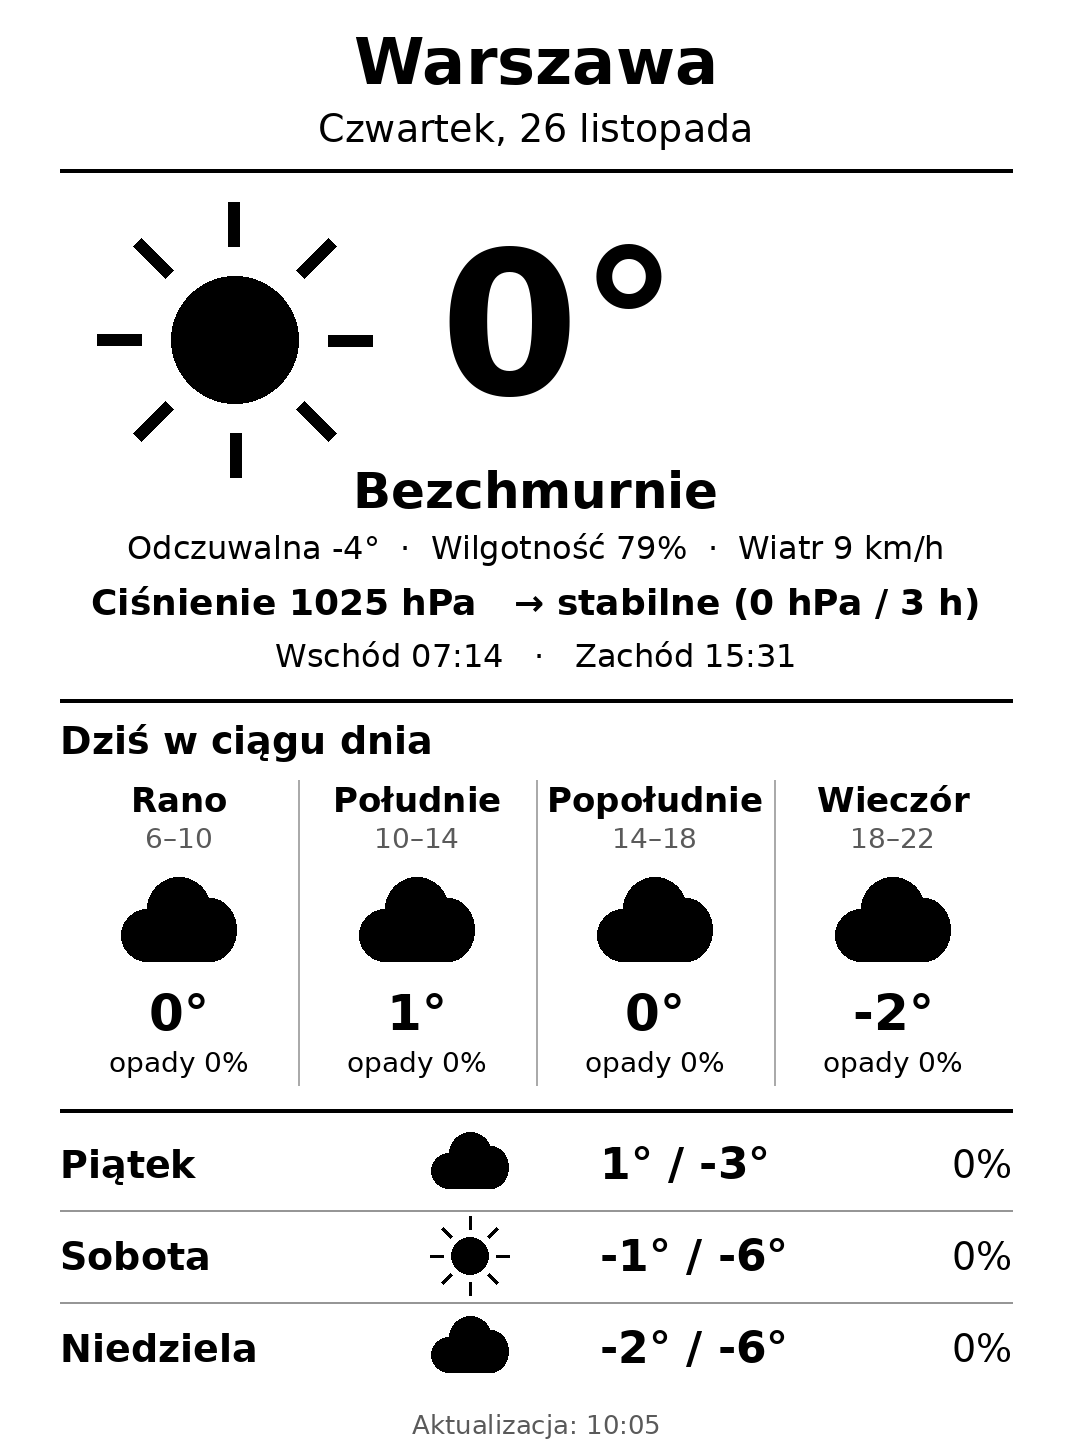 Warszawa
Czwartek, 26 listopada
0°
Bezchmurnie
Odczuwalna -4° · Wilgotność 79% · Wiatr 9 km/h
Ciśnienie 1025 hPa → stabilne (0 hPa / 3 h)
Wschód 07:14 · Zachód 15:31
Dziś w ciągu dnia
Rano Południe Popołudnie Wieczór
6–10 10–14 14–18 18–22
0° 1° 0° -2°
opady 0% opady 0% opady 0% opady 0%
Piątek 1° / -3° 0%
Sobota -1° / -6° 0%
Niedziela -2° / -6° 0%
Aktualizacja: 10:05